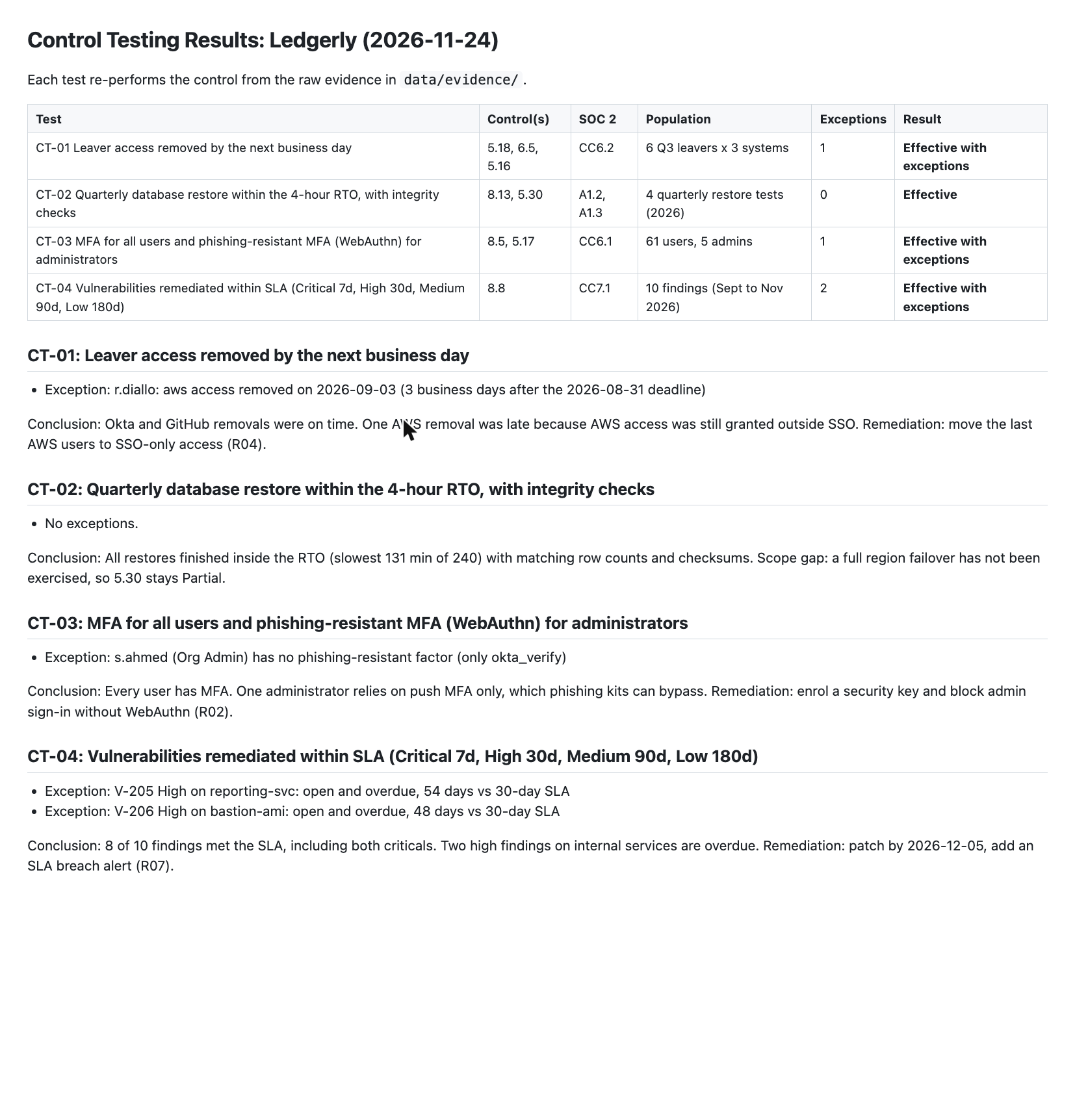 Control Testing Results: Ledgerly (2026-11-24)
Each test re-performs the control from the raw evidence in data/evidence/ .
Test Control(s) SOC 2 Population Exceptions Result
CT-01 Leaver access removed by the next business day 5.18, 6.5, 5.16 CC6.2 6 Q3 leavers x 3 systems 1 Effective with exceptions
CT-02 Quarterly database restore within the 4-hour RTO, with integrity checks 8.13, 5.30 A1.2, A1.3 4 quarterly restore tests (2026) 0 Effective
CT-03 MFA for all users and phishing-resistant MFA (WebAuthn) for administrators 8.5, 5.17 CC6.1 61 users, 5 admins 1 Effective with exceptions
CT-04 Vulnerabilities remediated within SLA (Critical 7d, High 30d, Medium 90d, Low 180d) 8.8 CC7.1 10 findings (Sept to Nov 2026) 2 Effective with exceptions
CT-01: Leaver access removed by the next business day
• Exception: r.diallo: aws access removed on 2026-09-03 (3 business days after the 2026-08-31 deadline)
Conclusion: Okta and GitHub removals were on time. One AWS removal was late because AWS access was still granted outside SSO. Remediation: move the last
AWS users to SSO-only access (R04).
CT-02: Quarterly database restore within the 4-hour RTO, with integrity checks
• No exceptions.
Conclusion: All restores finished inside the RTO (slowest 131 min of 240) with matching row counts and checksums. Scope gap: a full region failover has not been
exercised, so 5.30 stays Partial.
CT-03: MFA for all users and phishing-resistant MFA (WebAuthn) for administrators
• Exception: s.ahmed (Org Admin) has no phishing-resistant factor (only okta_verify)
Conclusion: Every user has MFA. One administrator relies on push MFA only, which phishing kits can bypass. Remediation: enrol a security key and block admin
sign-in without WebAuthn (R02).
CT-04: Vulnerabilities remediated within SLA (Critical 7d, High 30d, Medium 90d, Low 180d)
• Exception: V-205 High on reporting-svc: open and overdue, 54 days vs 30-day SLA
• Exception: V-206 High on bastion-ami: open and overdue, 48 days vs 30-day SLA
Conclusion: 8 of 10 findings met the SLA, including both criticals. Two high findings on internal services are overdue. Remediation: patch by 2026-12-05, add an
SLA breach alert (R07).